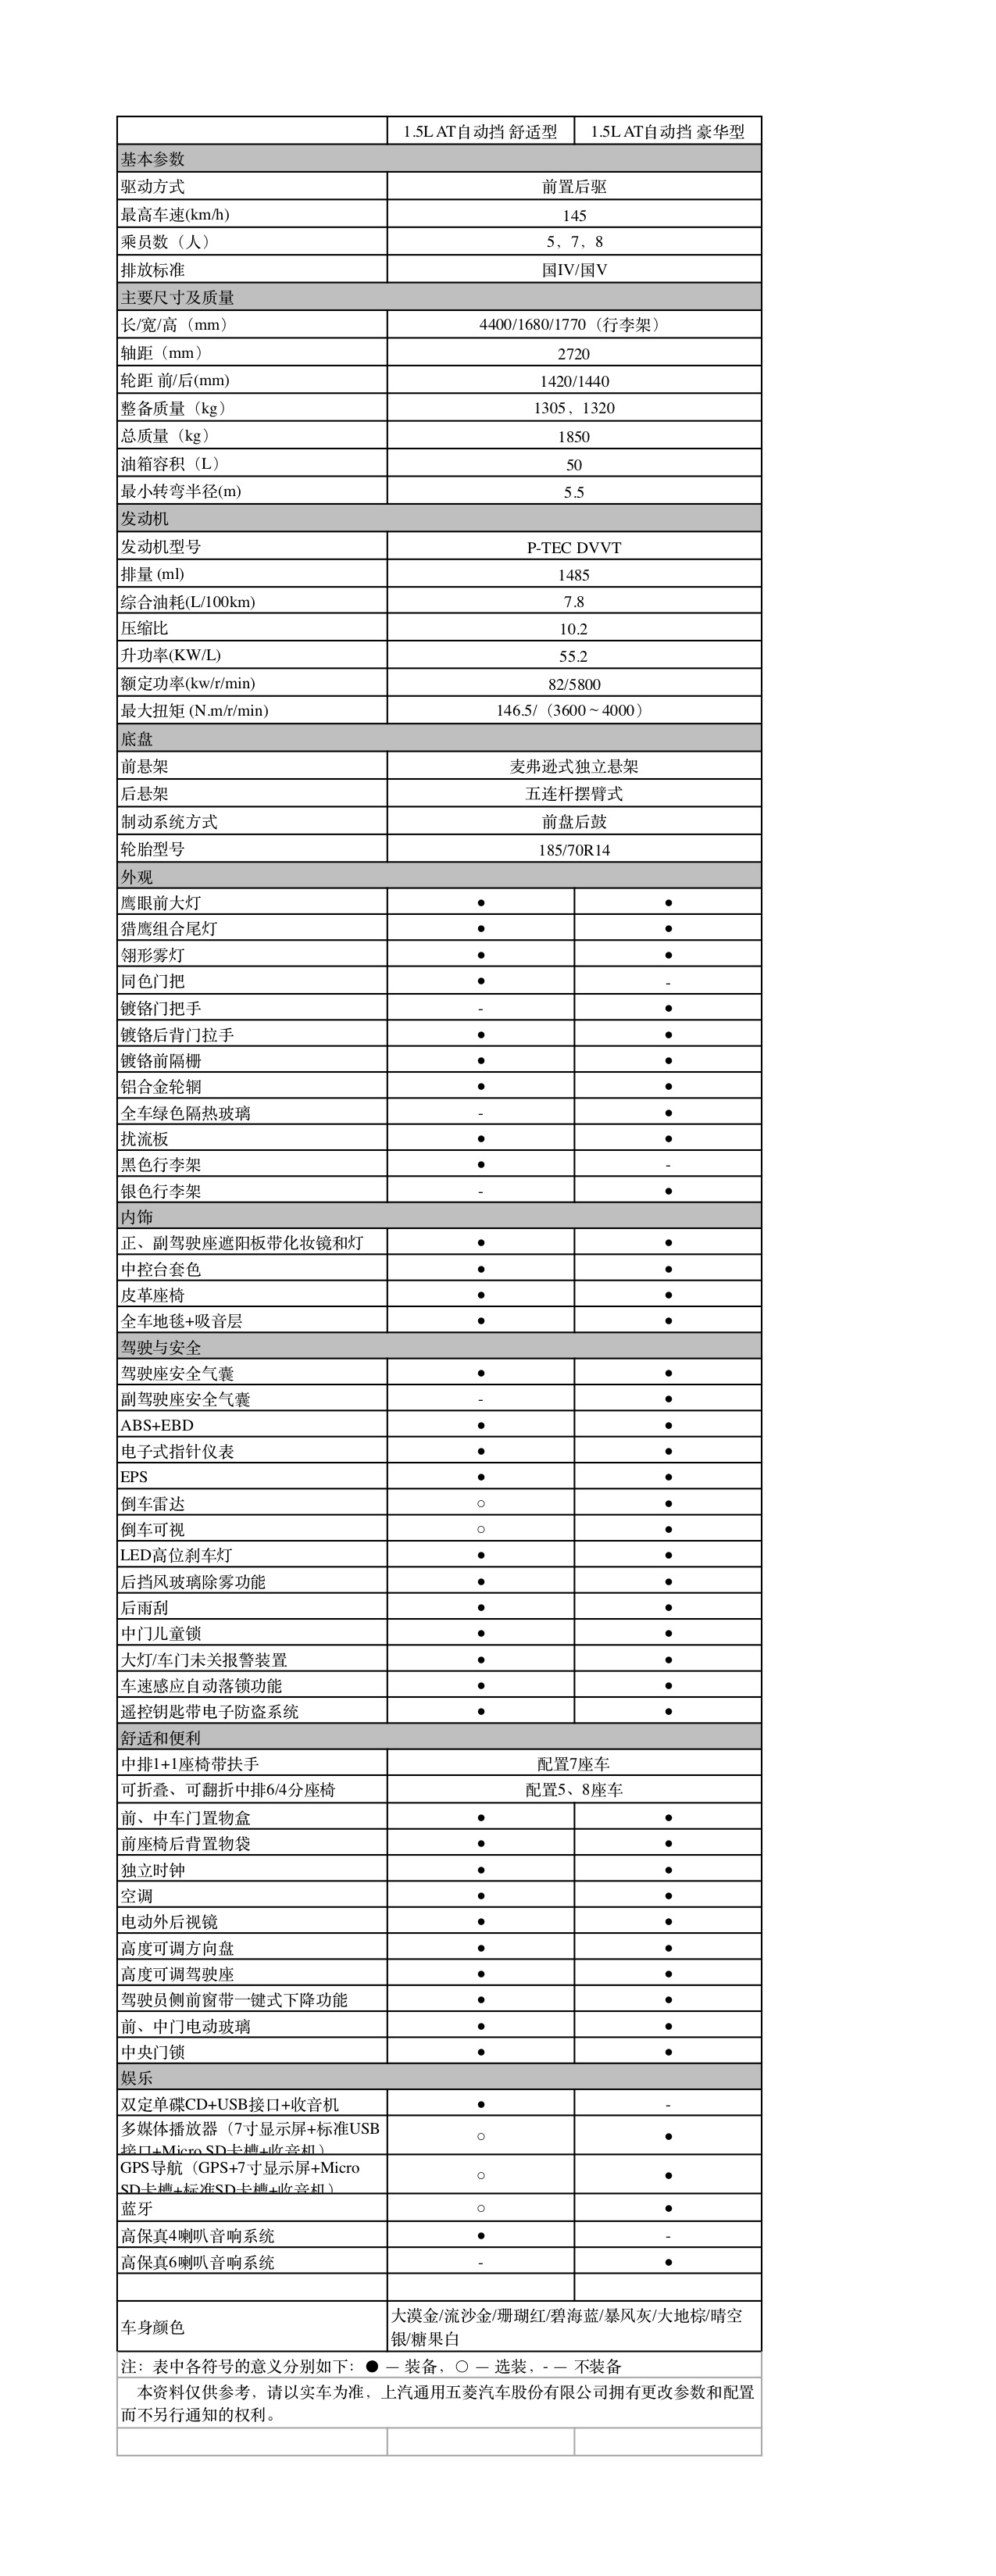 1.5L AT自动挡 舒适型 1.5L AT自动挡 豪华型
基本参数
驱动方式 前置后驱
最高车速(km/h) 145
乘员数（人） 5，7，8
排放标准 国IV/国V
主要尺寸及质量
长/宽/高（mm） 4400/1680/1770（行李架）
轴距（mm） 2720
轮距 前/后(mm) 1420/1440
整备质量（kg） 1305，1320
总质量（kg） 1850
油箱容积（L） 50
最小转弯半径(m) 5.5
发动机
发动机型号 P-TEC DVVT
排量 (ml) 1485
综合油耗(L/100km) 7.8
压缩比 10.2
升功率(KW/L) 55.2
额定功率(kw/r/min) 82/5800
最大扭矩 (N.m/r/min) 146.5/（3600 ~ 4000）
底盘
前悬架 麦弗逊式独立悬架
后悬架 五连杆摆臂式
制动系统方式 前盘后鼓
轮胎型号 185/70R14
外观
鹰眼前大灯 ● ●
猎鹰组合尾灯 ● ●
翎形雾灯 ● ●
同色门把 ● -
镀铬门把手 - ●
镀铬后背门拉手 ● ●
镀铬前隔栅 ● ●
铝合金轮辋 ● ●
全车绿色隔热玻璃 - ●
扰流板 ● ●
黑色行李架 ● -
银色行李架 - ●
内饰
正、副驾驶座遮阳板带化妆镜和灯 ● ●
中控台套色 ● ●
皮革座椅 ● ●
全车地毯+吸音层 ● ●
驾驶与安全
驾驶座安全气囊 ● ●
副驾驶座安全气囊 - ●
ABS+EBD ● ●
电子式指针仪表 ● ●
EPS ● ●
倒车雷达 ○ ●
倒车可视 ○ ●
LED高位刹车灯 ● ●
后挡风玻璃除雾功能 ● ●
后雨刮 ● ●
中门儿童锁 ● ●
大灯/车门未关报警装置 ● ●
车速感应自动落锁功能 ● ●
遥控钥匙带电子防盗系统 ● ●
舒适和便利
中排1+1座椅带扶手 配置7座车
可折叠、可翻折中排6/4分座椅 配置5、8座车
前、中车门置物盒 ● ●
前座椅后背置物袋 ● ●
独立时钟 ● ●
空调 ● ●
电动外后视镜 ● ●
高度可调方向盘 ● ●
高度可调驾驶座 ● ●
驾驶员侧前窗带一键式下降功能 ● ●
前、中门电动玻璃 ● ●
中央门锁 ● ●
娱乐
双定单碟CD+USB接口+收音机 ● -
多媒体播放器（7寸显示屏+标准USB
接口+Micro SD卡槽+收音机） ○ ●
GPS导航（GPS+7寸显示屏+Micro
SD卡槽+标准SD卡槽+收音机） ○ ●
蓝牙 ○ ●
高保真4喇叭音响系统 ● -
高保真6喇叭音响系统 - ●
车身颜色 大漠金/流沙金/珊瑚红/碧海蓝/暴风灰/大地棕/晴空
银/糖果白
注：表中各符号的意义分别如下：● — 装备，○ — 选装，- — 不装备
本资料仅供参考，请以实车为准，上汽通用五菱汽车股份有限公司拥有更改参数和配置
而不另行通知的权利。